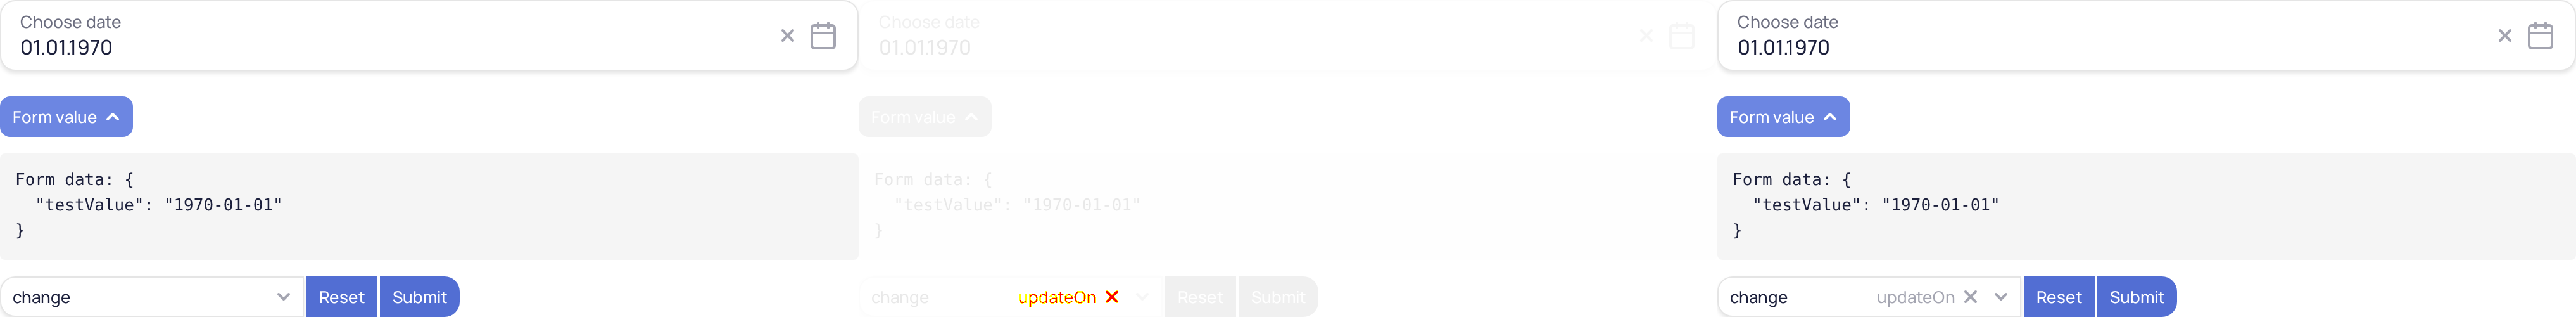 Choose date
01.01.1970
Form value
Form data: {
  "testValue": "1970-01-01"
}
change
Reset
Submit
Choose date
01.01.1970
Form value
Form data: {
  "testValue": "1970-01-01"
}
change
updateOn
Reset
Submit
Choose date
01.01.1970
Form value
Form data: {
  "testValue": "1970-01-01"
}
change
updateOn
Reset
Submit